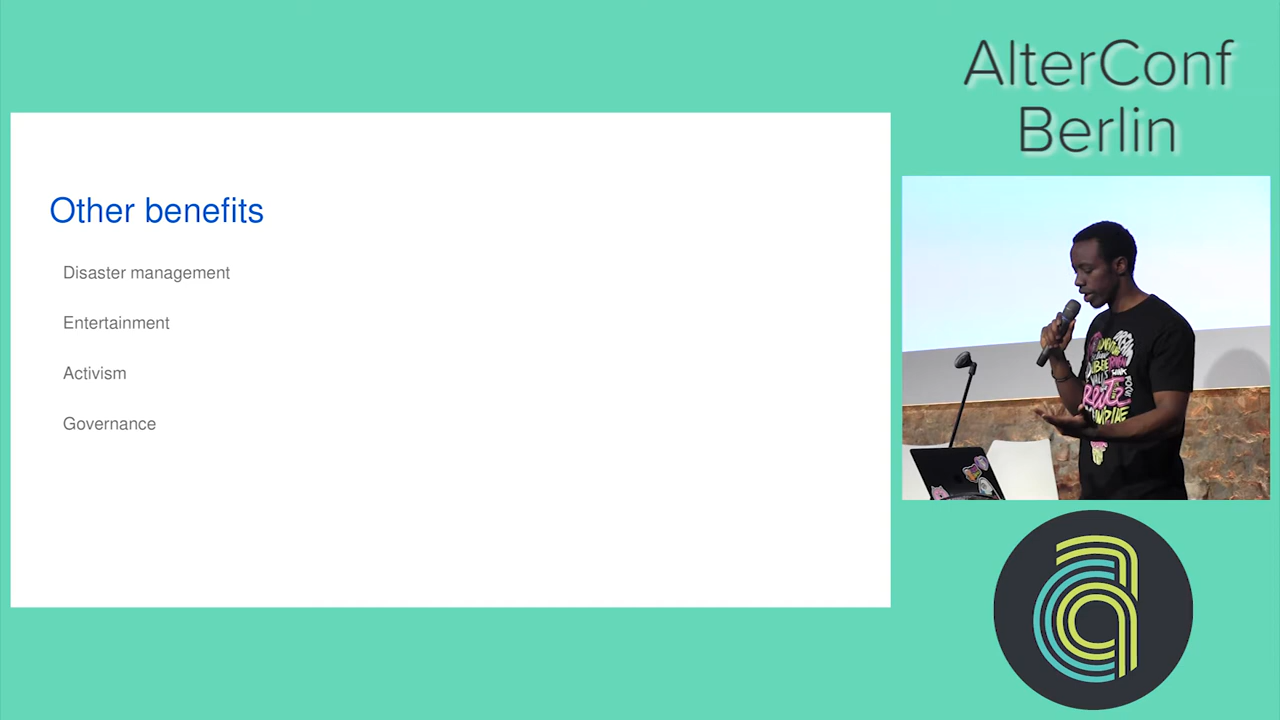 AlterConf
Berlin
Other benefits
Disaster management
Entertainment
Activism
Governance